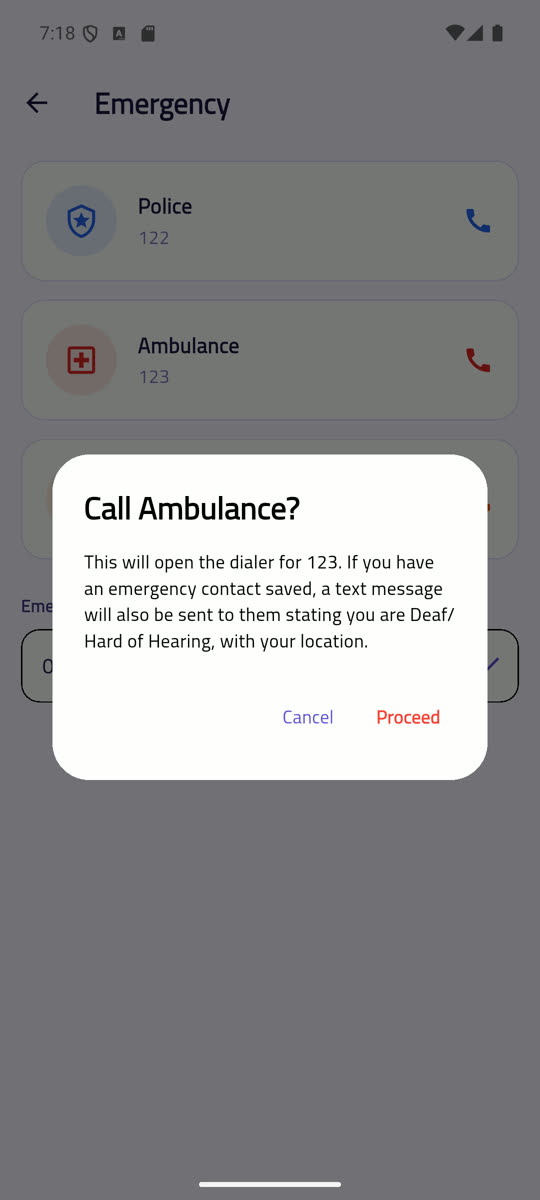 7:18
Emergency
Police
122
Ambulance
123
Call Ambulance?
This will open the dialer for 123. If you have
an emergency contact saved, a text message
will also be sent to them stating you are Deaf/
Hard of Hearing, with your location.
Eme
0
Cancel
Proceed